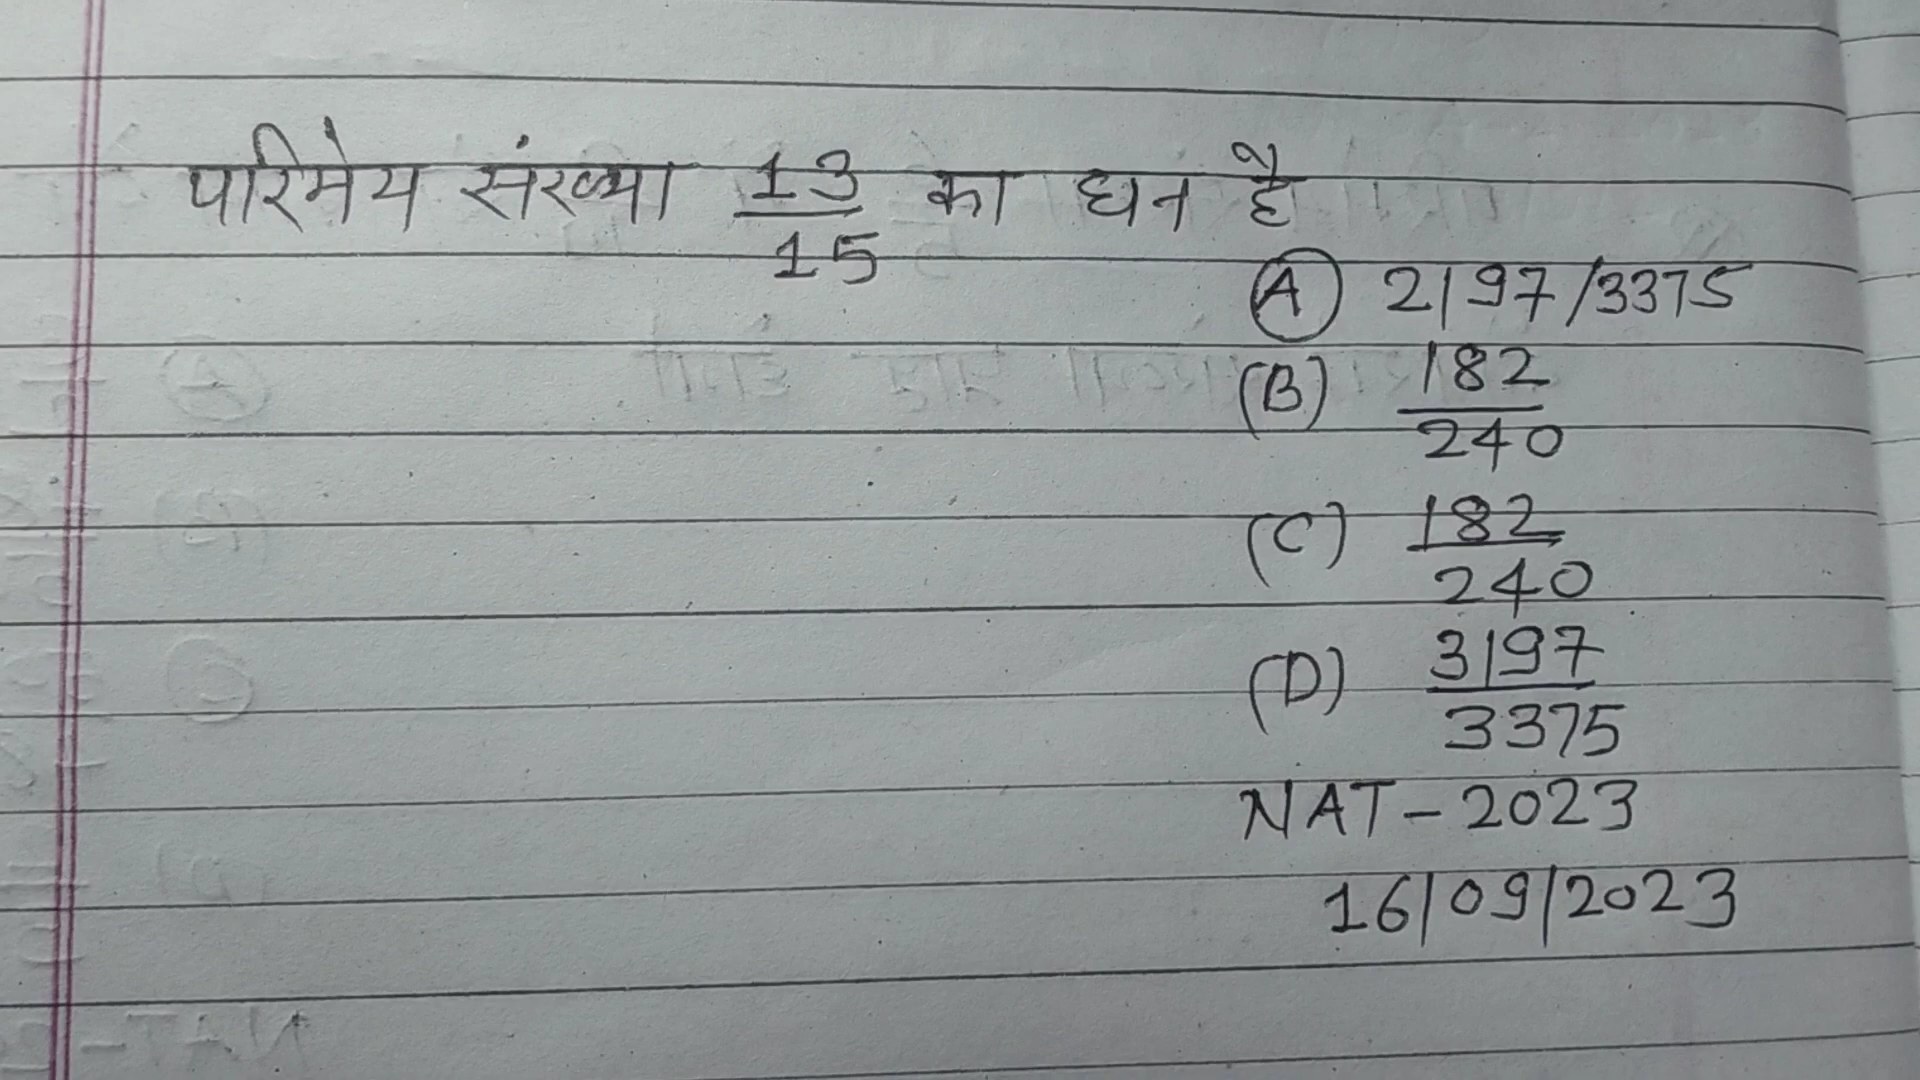 परिमेय संख्या 13/15 का घन है
(A) 2197/3375
(B) 182/240
(C) 182/240
(D) 3197/3375
NAT-2023
16/09/2023